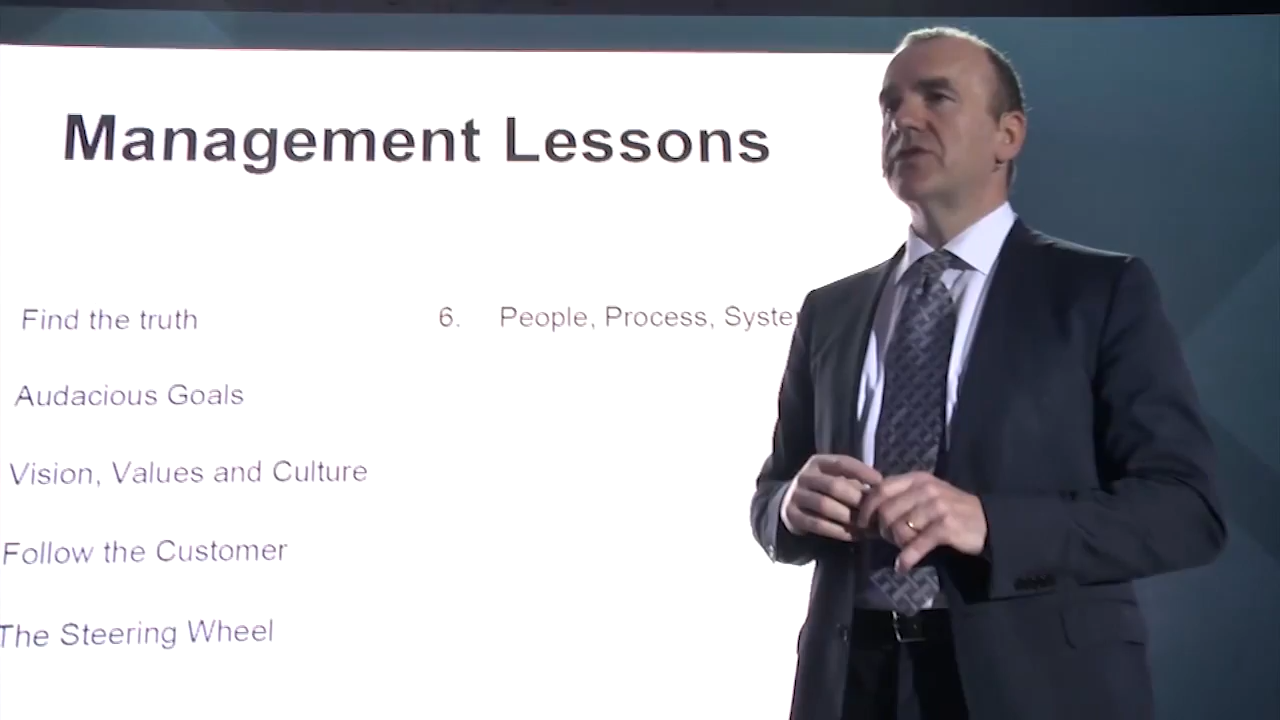 Management Lessons
Find the truth
Audacious Goals
Vision, Values and Culture
Follow the Customer
The Steering Wheel
6. People, Process,